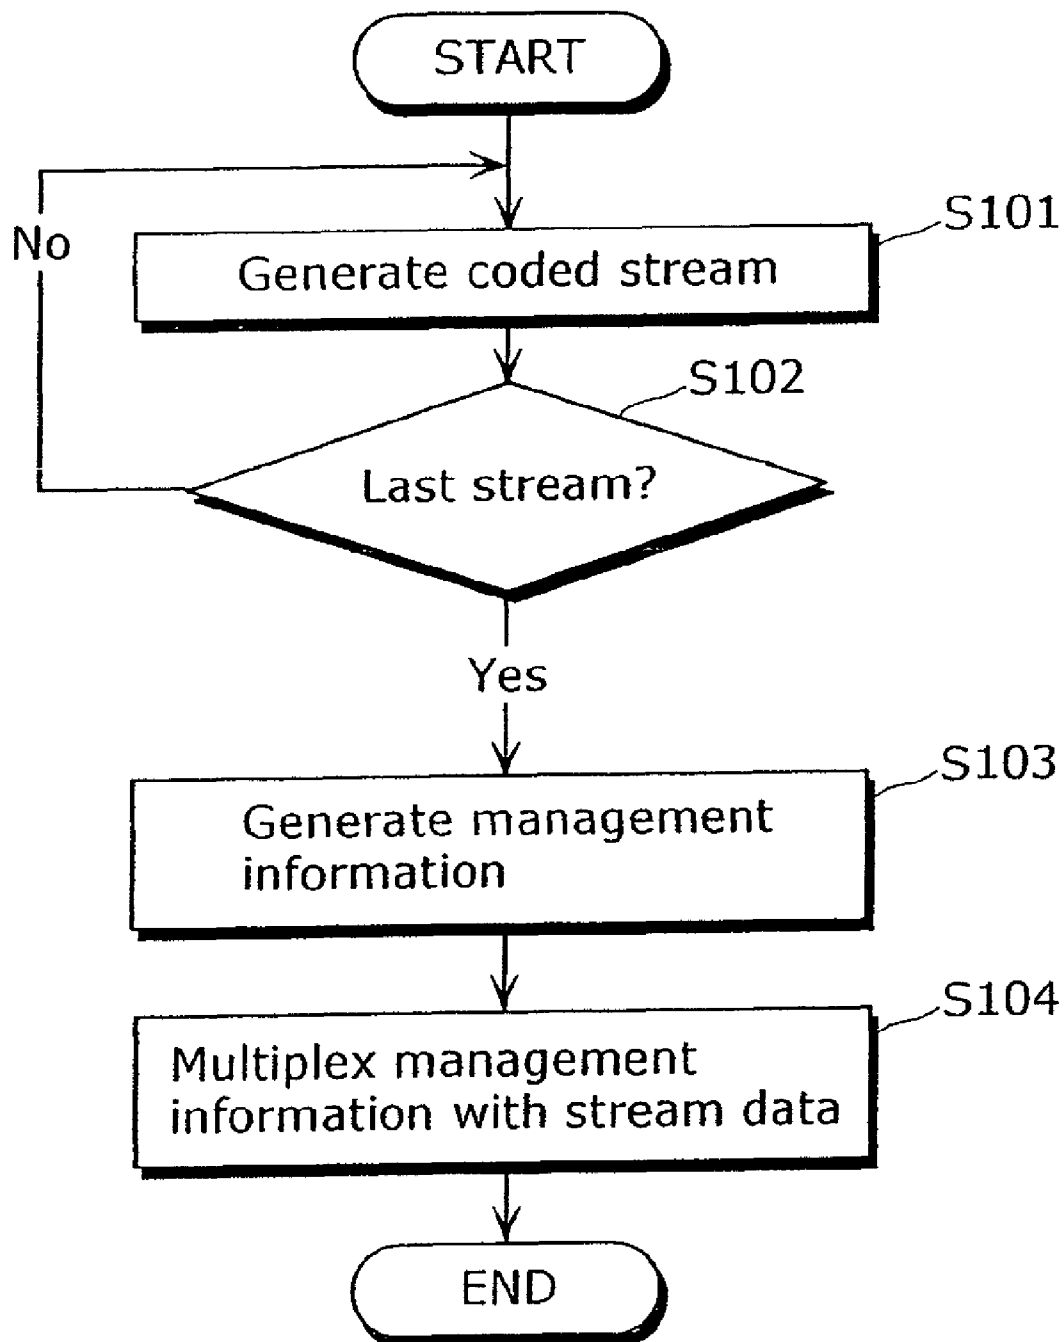 START
No
S101
Generate coded stream
S102
Last stream?
Yes
S103
Generate management
information
S104
Multiplex management
information with stream data
END